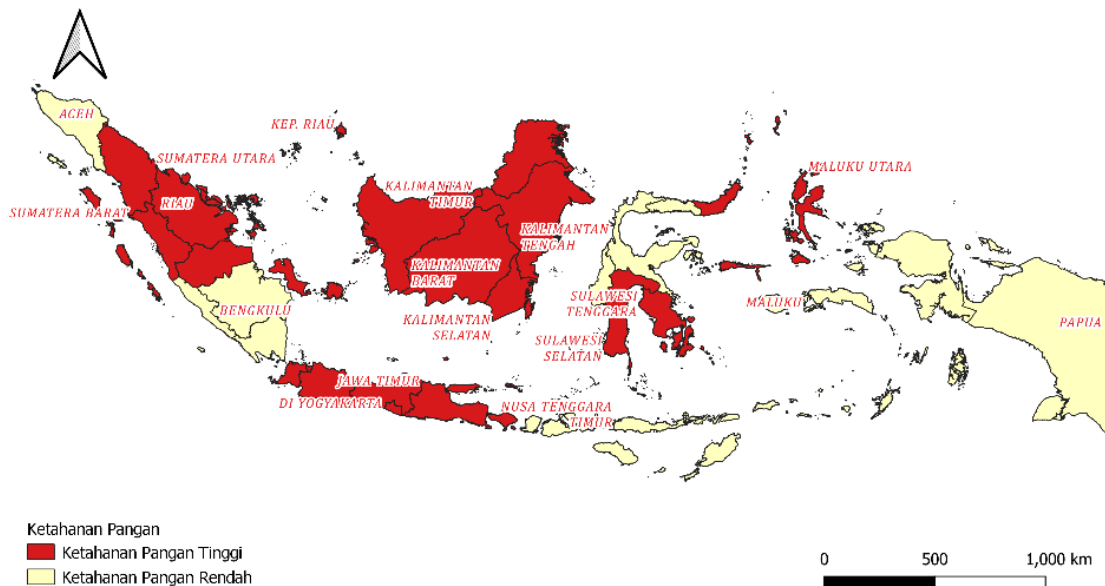 ACEH
KEP. RIAU
SUMATERA UTARA
MALUKU UTARA
KALIMANTAN
TIMUR
SUMATERA BARAT
RIAU
KALIMANTAN
TENGAH
KALIMANTAN
BARAT
SULAWESI
TENGGARA
MALUKU
BENGKULU
KALIMANTAN
SELATAN
PAPUA
SULAWESI
SELATAN
JAWA TIMUR
DI YOGYAKARTA
NUSA TENGGARA
TIMUR
Ketahanan Pangan
Ketahanan Pangan Tinggi
Ketahanan Pangan Rendah
0 500 1,000 km